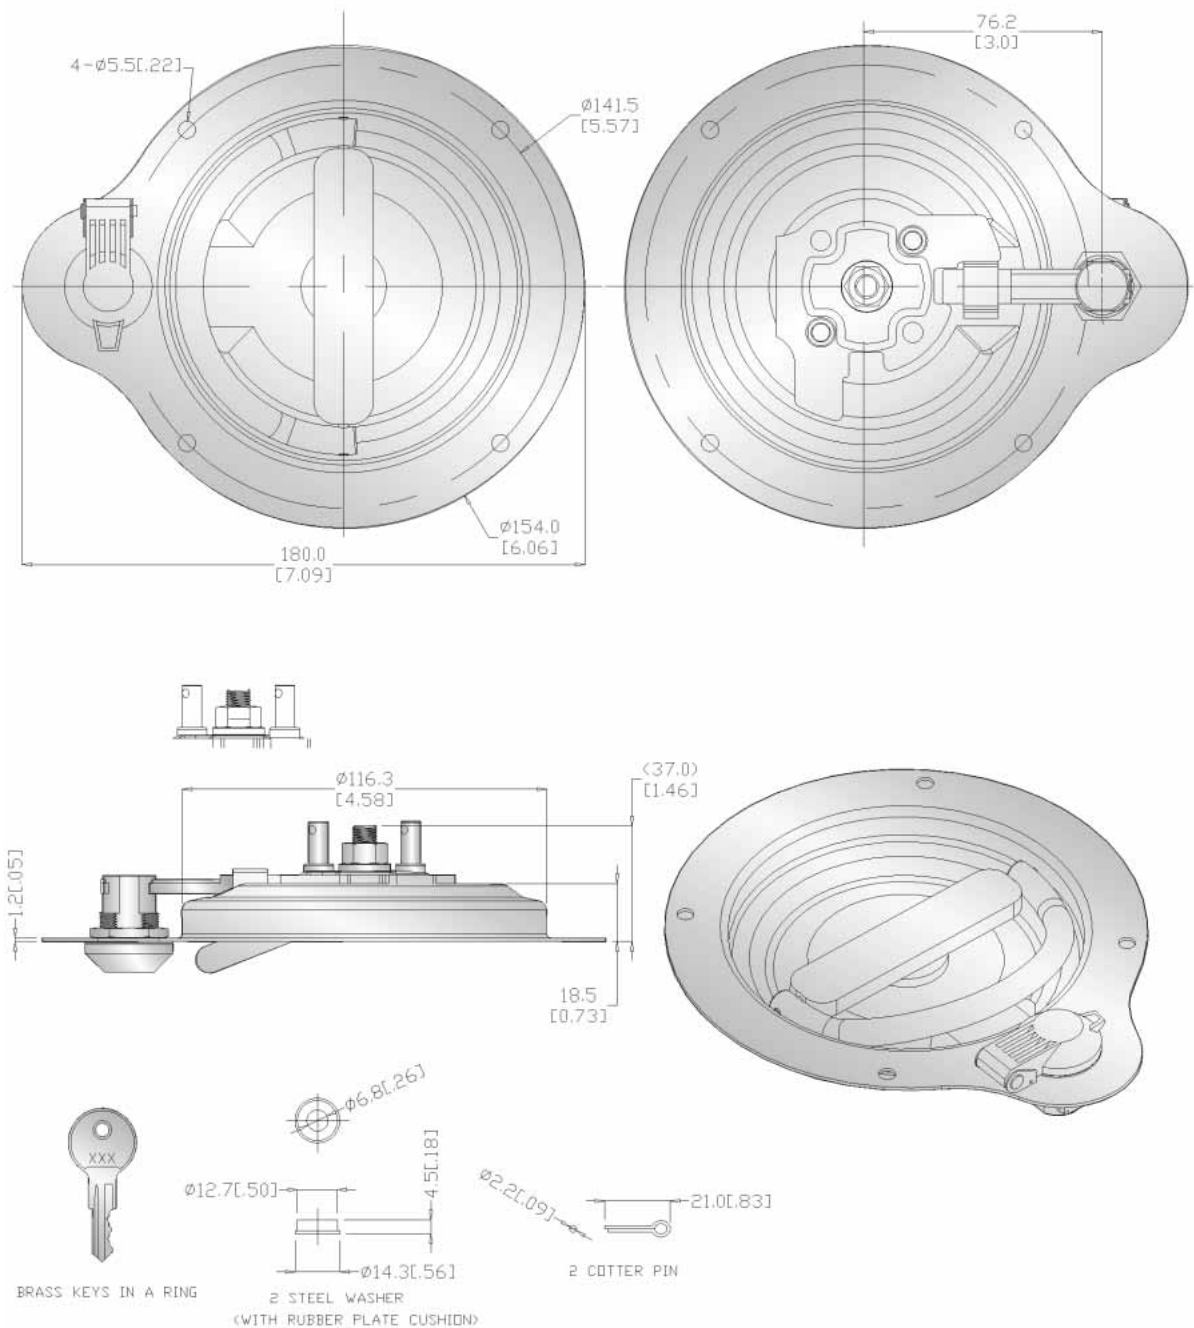 76.2
[3.0]
4-Ø5.5[.22]
Ø141.5
[5.57]
Ø154.0
[6.06]
180.0
[7.09]
Ø116.3
[4.58]
(37.0)
[1.46]
1.2[.05]
18.5
[0.73]
Ø6.8[.26]
XXX
Ø12.7[.50]
4.5[.18]
Ø2.2[.09]
21.0[.83]
Ø14.3[.56]
BRASS KEYS IN A RING
2 STEEL WASHER
(WITH RUBBER PLATE CUSHION)
2 COTTER PIN